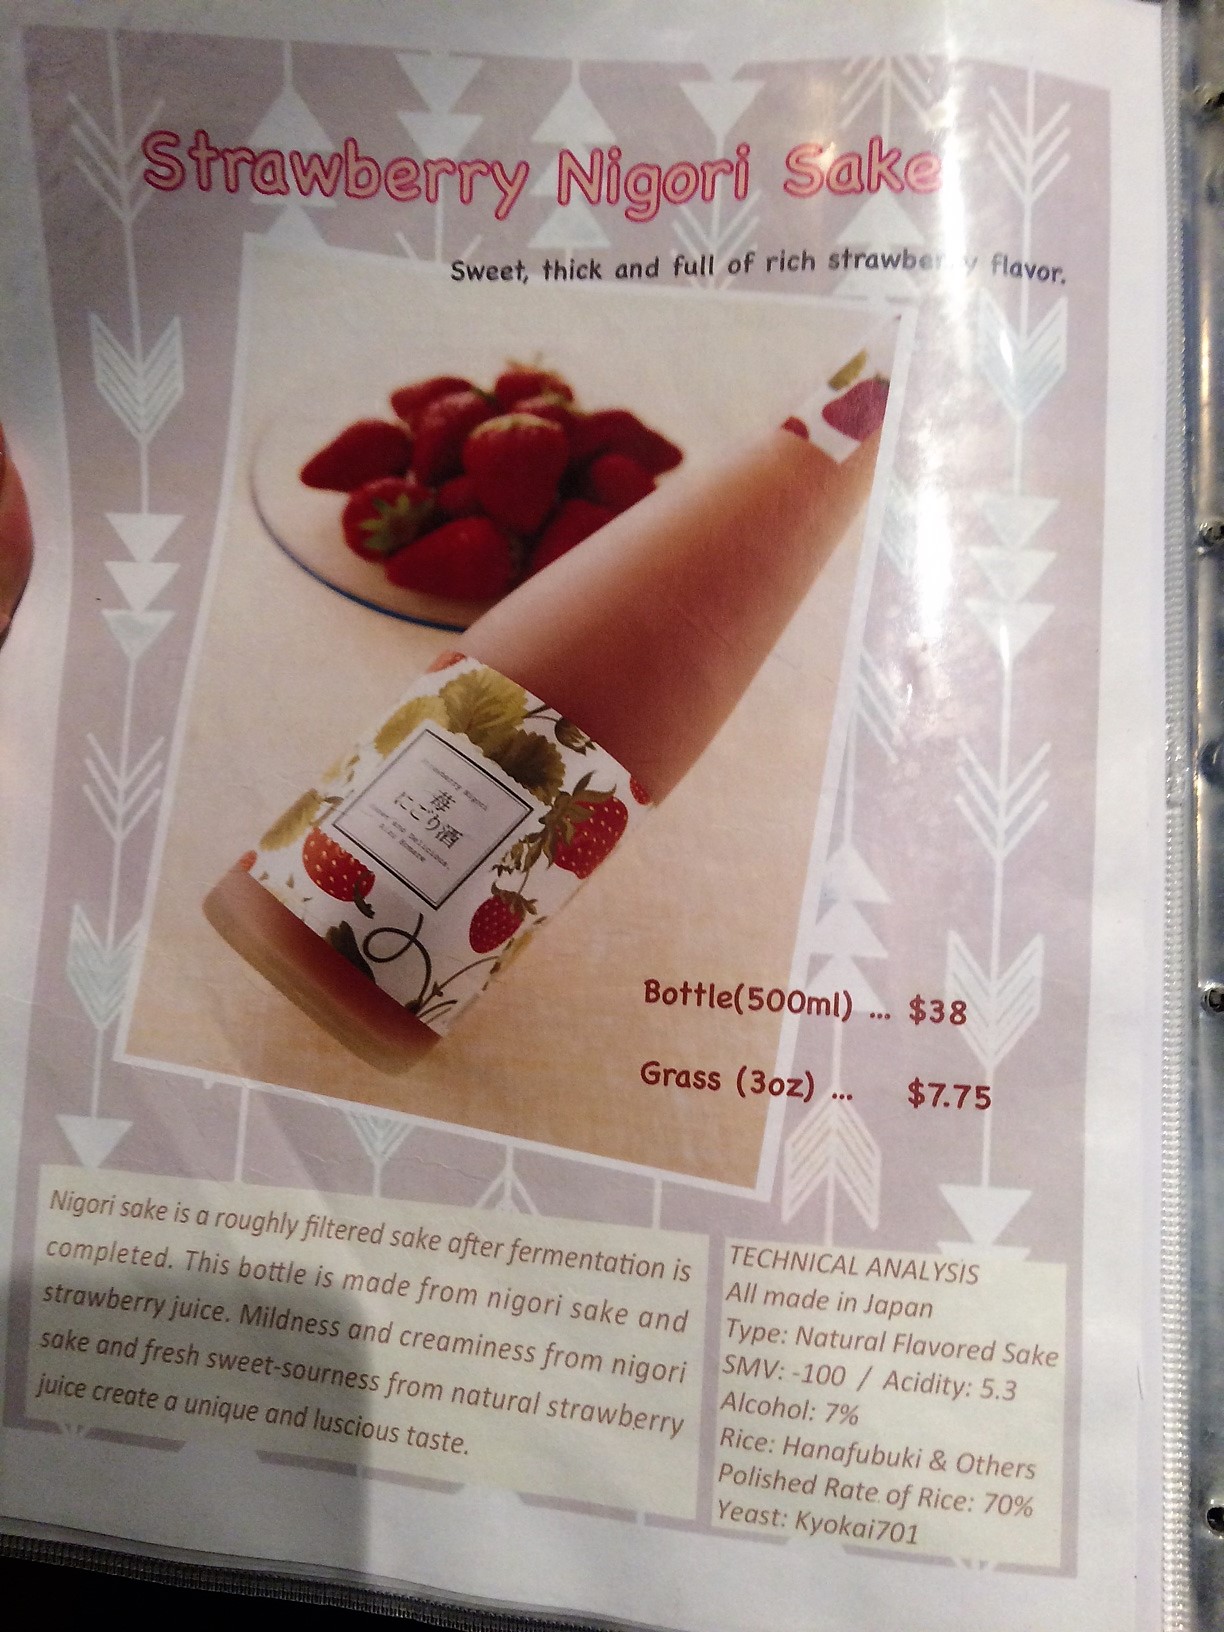 Strawberry Nigori Sake
Sweet, thick and full of rich strawberry flavor.
苺
にごり酒
Bottle(500ml) ... $38
Grass (3oz) ... $7.75
Nigori sake is a roughly filtered sake after fermentation is
completed. This bottle is made from nigori sake and
strawberry juice. Mildness and creaminess from nigori
sake and fresh sweet-sourness from natural strawberry
juice create a unique and luscious taste.
TECHNICAL ANALYSIS
All made in Japan
Type: Natural Flavored Sake
SMV: -100 / Acidity: 5.3
Alcohol: 7%
Rice: Hanafubuki & Others
Polished Rate of Rice: 70%
Yeast: Kyokai701